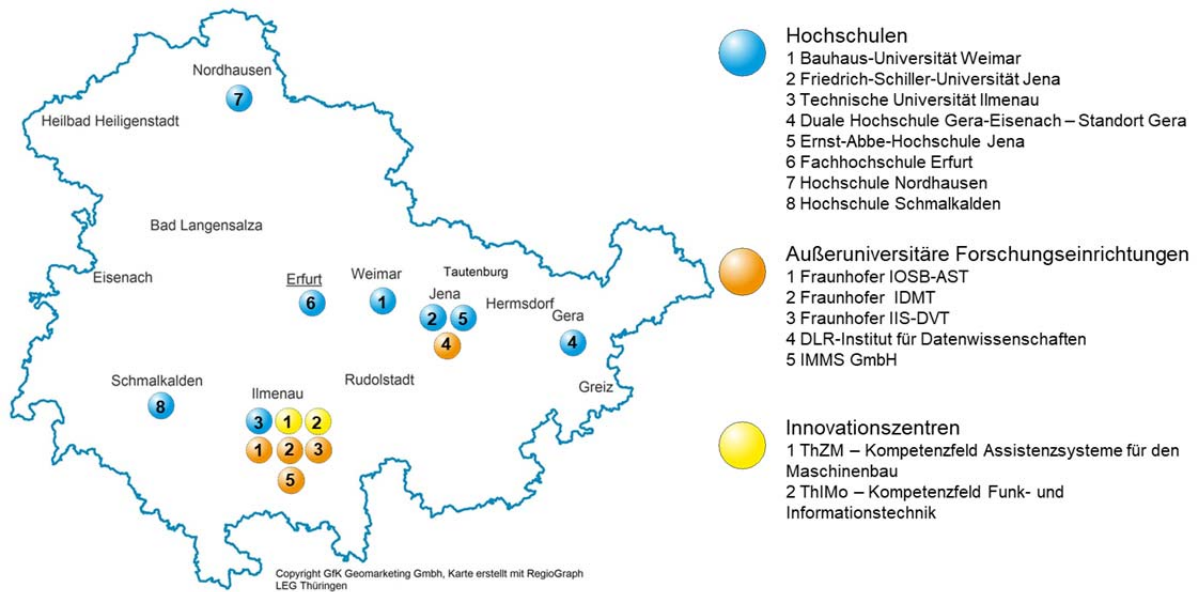 Nordhausen
7
Heilbad Heiligenstadt
Bad Langensalza
Eisenach
Erfurt
6
Weimar
1
Tautenburg
Jena
2 5
4
Hermsdorf
Gera
4
Schmalkalden
8
Ilmenau
3 1 2
1 2 3
5
Rudolstadt
Greiz
Copyright GfK Geomarketing Gmbh, Karte erstellt mit RegioGraph
LEG Thüringen
Hochschulen
1 Bauhaus-Universität Weimar
2 Friedrich-Schiller-Universität Jena
3 Technische Universität Ilmenau
4 Duale Hochschule Gera-Eisenach – Standort Gera
5 Ernst-Abbe-Hochschule Jena
6 Fachhochschule Erfurt
7 Hochschule Nordhausen
8 Hochschule Schmalkalden
Außeruniversitäre Forschungseinrichtungen
1 Fraunhofer IOSB-AST
2 Fraunhofer IDMT
3 Fraunhofer IIS-DVT
4 DLR-Institut für Datenwissenschaften
5 IMMS GmbH
Innovationszentren
1 ThZM – Kompetenzfeld Assistenzsysteme für den
Maschinenbau
2 ThIMo – Kompetenzfeld Funk- und
Informationstechnik